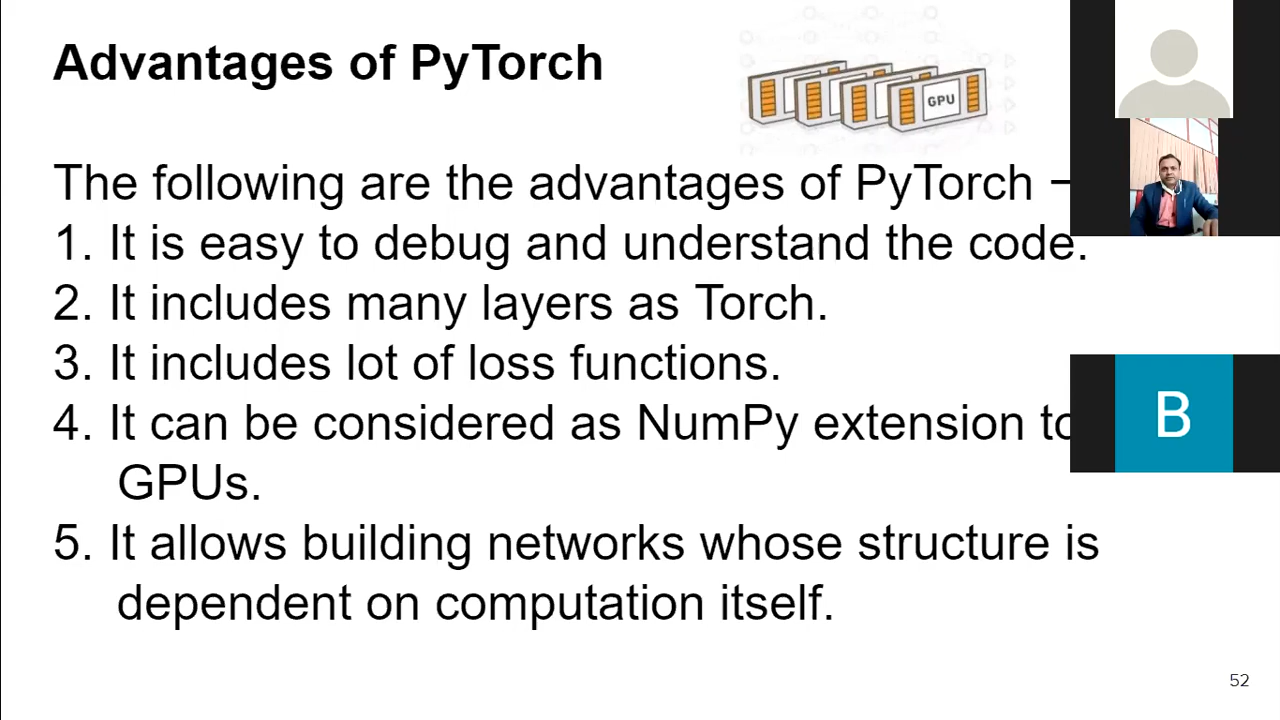 Advantages of PyTorch
GPU
The following are the advantages of PyTorch –
1. It is easy to debug and understand the code.
2. It includes many layers as Torch.
3. It includes lot of loss functions.
4. It can be considered as NumPy extension to
GPUs.
5. It allows building networks whose structure is
dependent on computation itself.
B
52